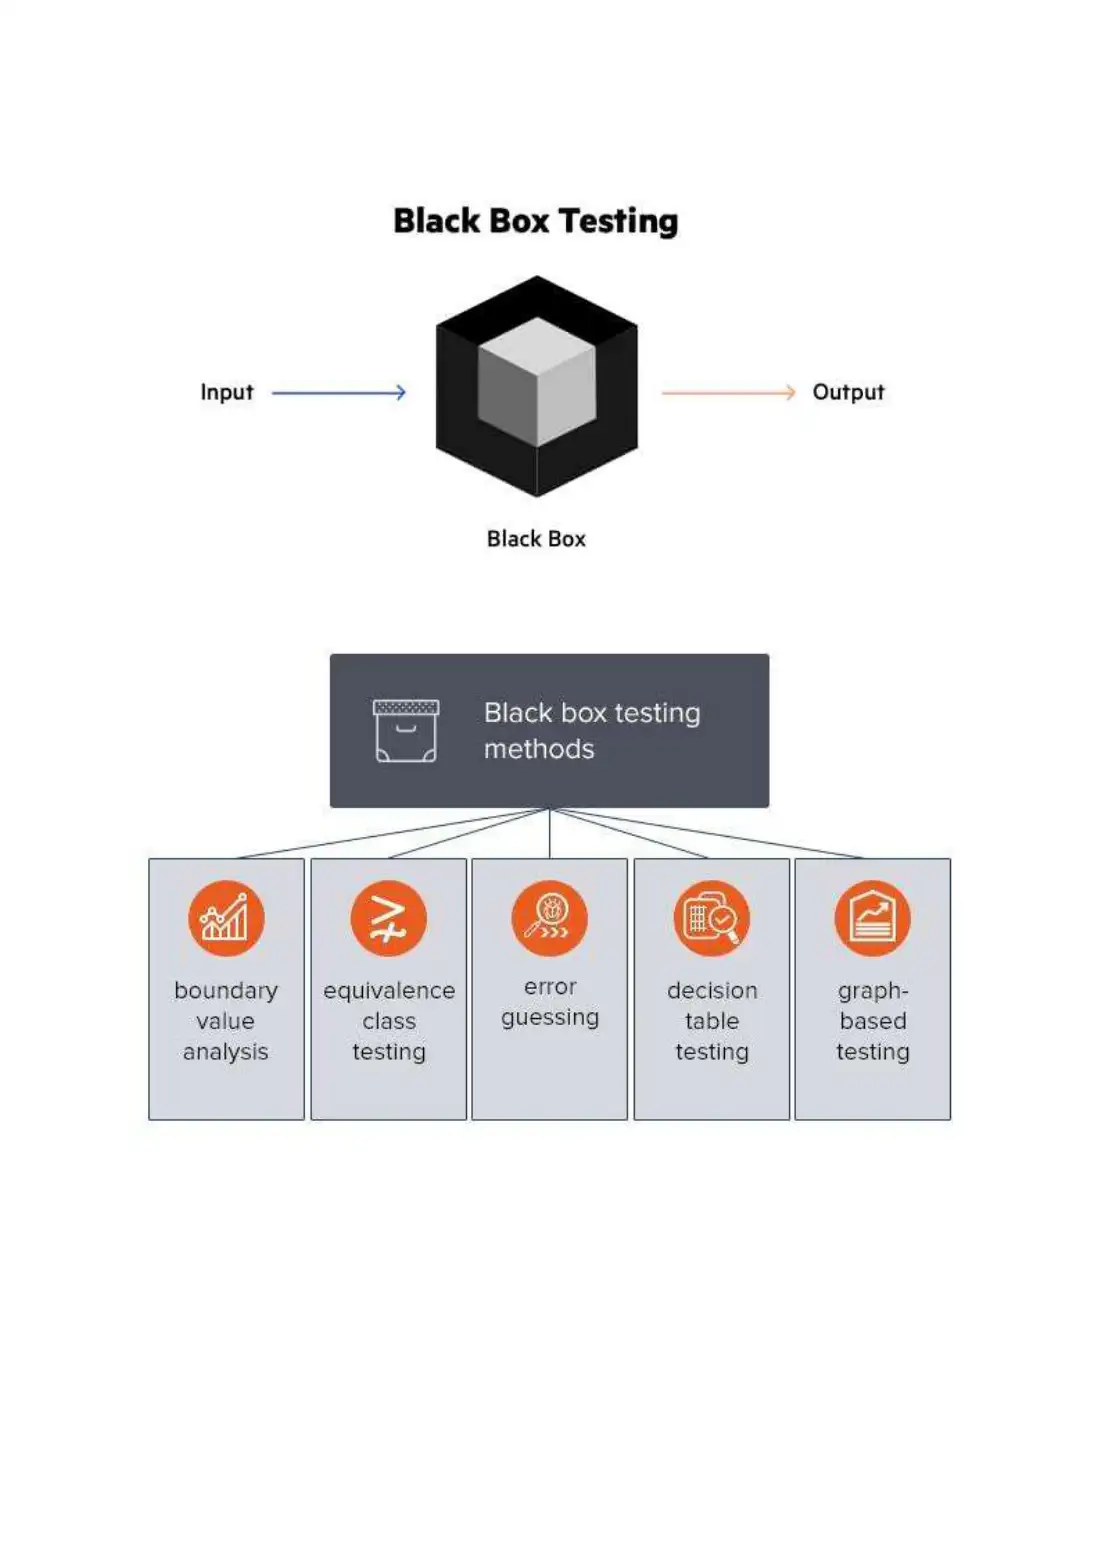 Black Box Testing
Input
Output
Black Box
Black box testing
methods
boundary
value
analysis
equivalence
class
testing
error
guessing
decision
table
testing
graph-
based
testing